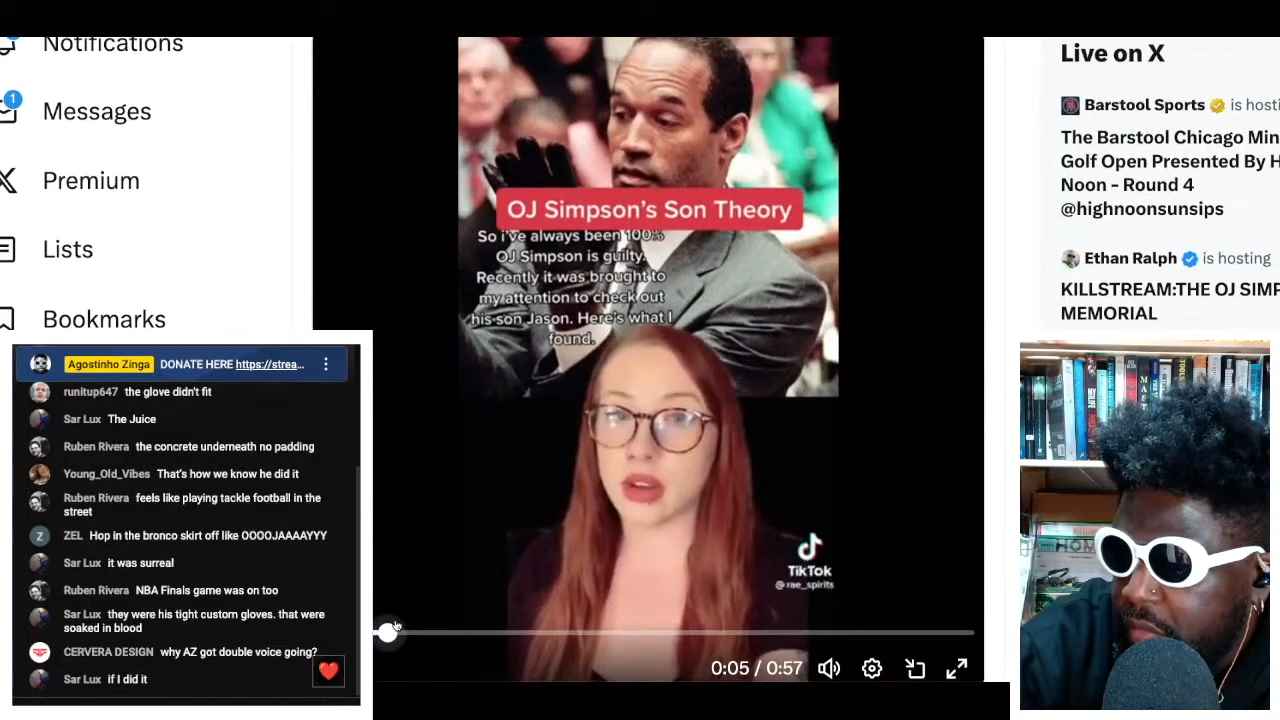 Notifications
1
Messages
Premium
Lists
Bookmarks
Agostinho Zinga DONATE HERE https://strea...
runitup647 the glove didn't fit
Sar Lux The Juice
Ruben Rivera the concrete underneath no padding
Young_Old_Vibes That's how we know he did it
Ruben Rivera feels like playing tackle football in the
street
Z
ZEL Hop in the bronco skirt off like OOOOJAAAAYYY
Sar Lux it was surreal
Ruben Rivera NBA Finals game was on too
Sar Lux they were his tight custom gloves. that were
soaked in blood
CERVERA DESIGN why AZ got double voice going?
Sar Lux if I did it
OJ Simpson's Son Theory
So i've always been 100%
OJ Simpson is guilty.
Recently it was brought to
my attention to check out
his son Jason. Here's what I
found.
TikTok
@rae_spirits
0:05 / 0:57
Live on X
Barstool Sports is hosti
The Barstool Chicago Min
Golf Open Presented By H
Noon - Round 4
@highnoonsunsips
Ethan Ralph is hosting
KILLSTREAM:THE OJ SIMP
MEMORIAL